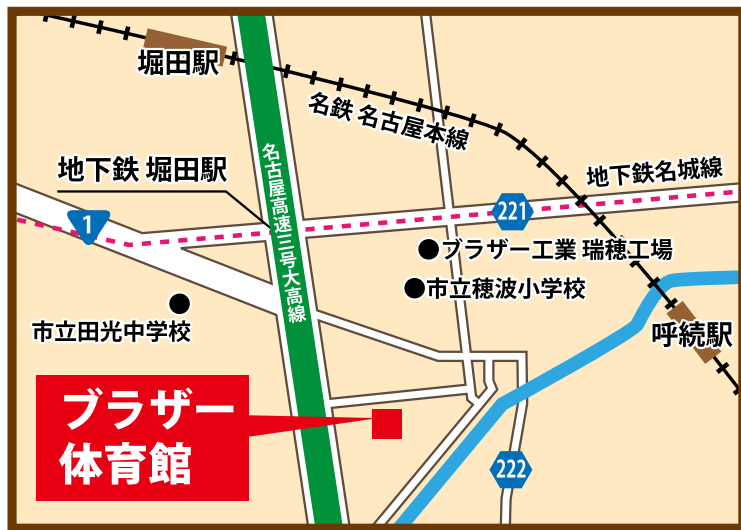 堀田駅
名鉄 名古屋本線
地下鉄 堀田駅
地下鉄名城線
名古屋高速三号大高線
221
1
ブラザー工業 瑞穂工場
市立穂波小学校
市立田光中学校
呼続駅
ブラザー
体育館
222